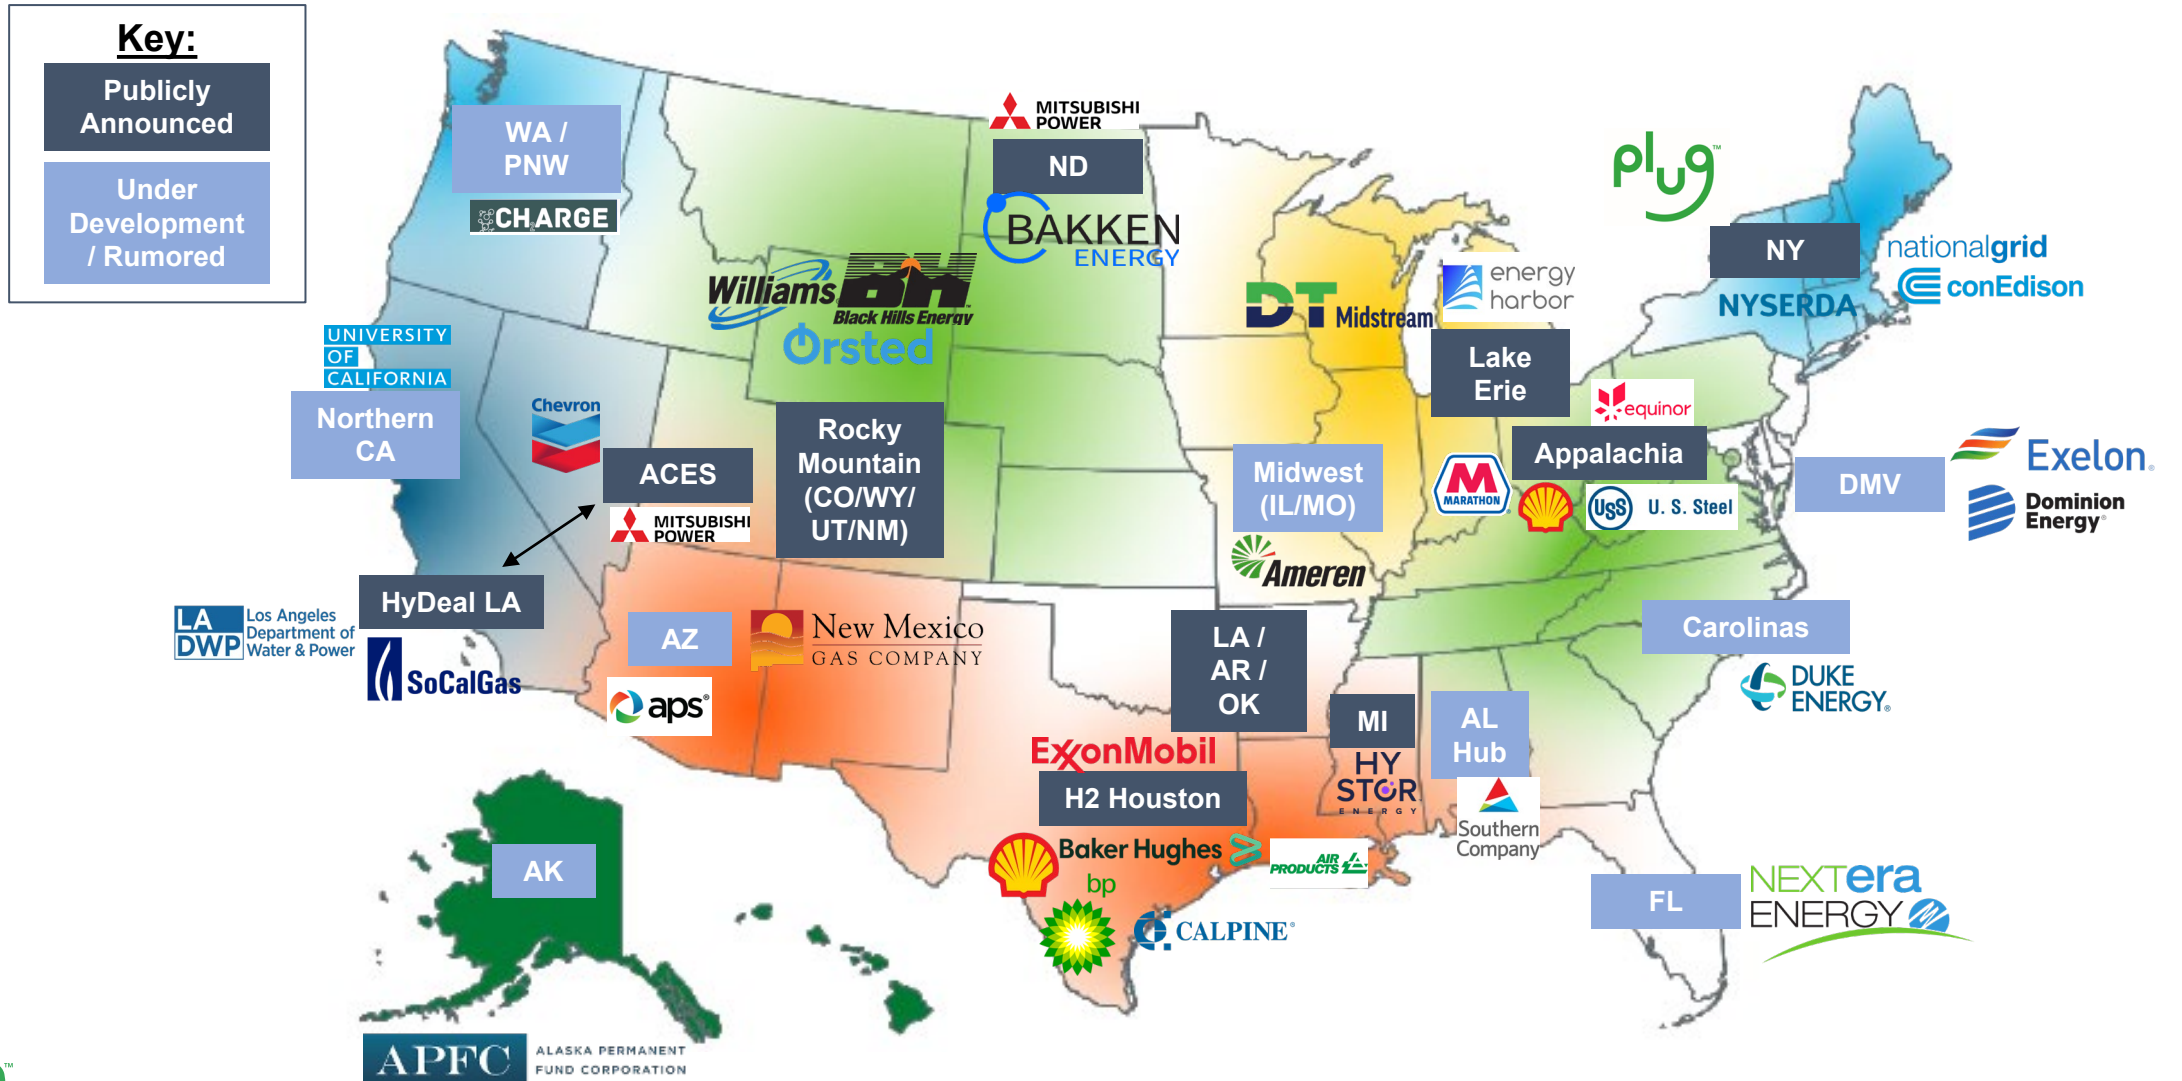 Key:
Publicly
Announced
Under
Development
/ Rumored
WA /
PNW
CH2ARGE
MITSUBISHI
POWER
ND
BAKKEN
ENERGY
Williams
BH
Black Hills Energy
Ørsted
plug™
NY
nationalgrid
conEdison
NYSERDA
DT Midstream
energy
harbor
Lake
Erie
UNIVERSITY
OF
CALIFORNIA
Northern
CA
Chevron
ACES
MITSUBISHI
POWER
Rocky
Mountain
(CO/WY/
UT/NM)
Midwest
(IL/MO)
Ameren
equinor
Appalachia
M
MARATHON
USS
U. S. Steel
DMV
Exelon®
Dominion
Energy®
HyDeal LA
LA
DWP
Los Angeles
Department of
Water & Power
SoCalGas
AZ
aps®
New Mexico
GAS COMPANY
LA /
AR /
OK
MI
HY
STOR
ENERGY
AL
Hub
Southern
Company
Carolinas
DUKE
ENERGY®
ExxonMobil
H2 Houston
Baker Hughes
bp
AIR
PRODUCTS
CALPINE®
FL
NEXTera
ENERGY
AK
APFC
ALASKA PERMANENT
FUND CORPORATION